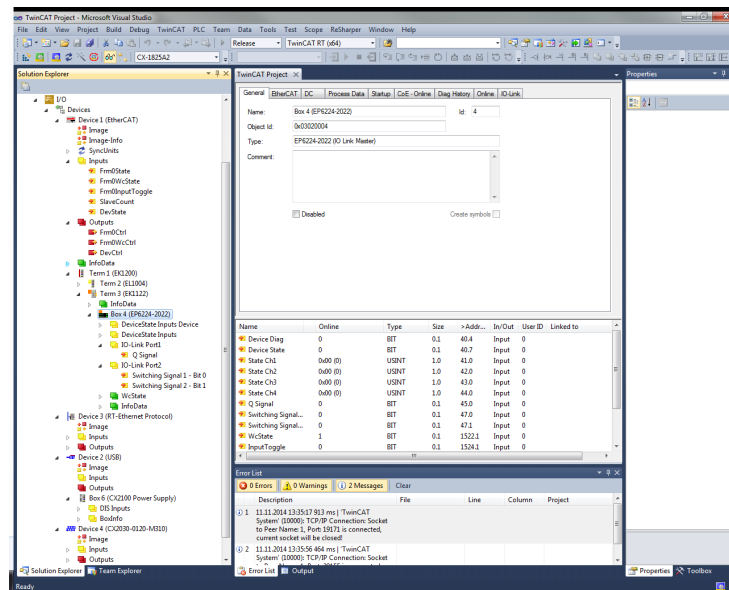 TwinCAT Project - Microsoft Visual Studio
File Edit View Project Build Debug TwinCAT PLC Team Data Tools Test Scope ReSharper Window Help
Release TwinCAT RT (x64)
CX-1825A2
Solution Explorer
I/O
Devices
Device 1 (EtherCAT)
Image
Image-Info
SyncUnits
Inputs
Frm0State
Frm0WcState
Frm0InputToggle
SlaveCount
DevState
Outputs
Frm0Ctrl
Frm0WcCtrl
DevCtrl
InfoData
Term 1 (EK1200)
Term 2 (EL1004)
Term 3 (EK1122)
InfoData
Box 4 (EP6224-2022)
DeviceState Inputs Device
DeviceState Inputs
IO-Link Port1
Q Signal
IO-Link Port2
Switching Signal 1 - Bit 0
Switching Signal 2 - Bit 1
WcState
InfoData
Device 3 (RT-Ethernet Protocol)
Image
Inputs
Outputs
Device 2 (USB)
Image
Inputs
Outputs
Box 6 (CX2100 Power Supply)
DIS Inputs
BoxInfo
Device 4 (CX2030-0120-M310)
Image
Inputs
Outputs
Solution Explorer Team Explorer
TwinCAT Project
General EtherCAT DC Process Data Startup CoE - Online Diag History Online IO-Link
Name: Box 4 (EP6224-2022) Id: 4
Object Id: 0x03020004
Type: EP6224-2022 (IO Link Master)
Comment:
Disabled Create symbols
Name Online Type Size >Addr... In/Out User ID Linked to
Device Diag 0 BIT 0.1 40.4 Input 0
Device State 0 BIT 0.1 40.7 Input 0
State Ch1 0x00 (0) USINT 1.0 41.0 Input 0
State Ch2 0x00 (0) USINT 1.0 42.0 Input 0
State Ch3 0x00 (0) USINT 1.0 43.0 Input 0
State Ch4 0x00 (0) USINT 1.0 44.0 Input 0
Q Signal 0 BIT 0.1 45.0 Input 0
Switching Signal... 0 BIT 0.1 47.0 Input 0
Switching Signal... 0 BIT 0.1 47.1 Input 0
WcState 1 BIT 0.1 1522.1 Input 0
InputToggle 0 BIT 0.1 1524.1 Input 0
Error List
0 Errors 0 Warnings 2 Messages Clear
Description File Line Column Project
1 11.11.2014 13:35:17 913 ms | 'TwinCAT
System' (10000): TCP/IP Connection: Socket
to Peer Name: 1, Port: 19171 is connected,
current socket will be closed!
2 11.11.2014 13:35:56 464 ms | 'TwinCAT
System' (10000): TCP/IP Connection: Socket
Error List Output
Properties
Properties Toolbox
Ready